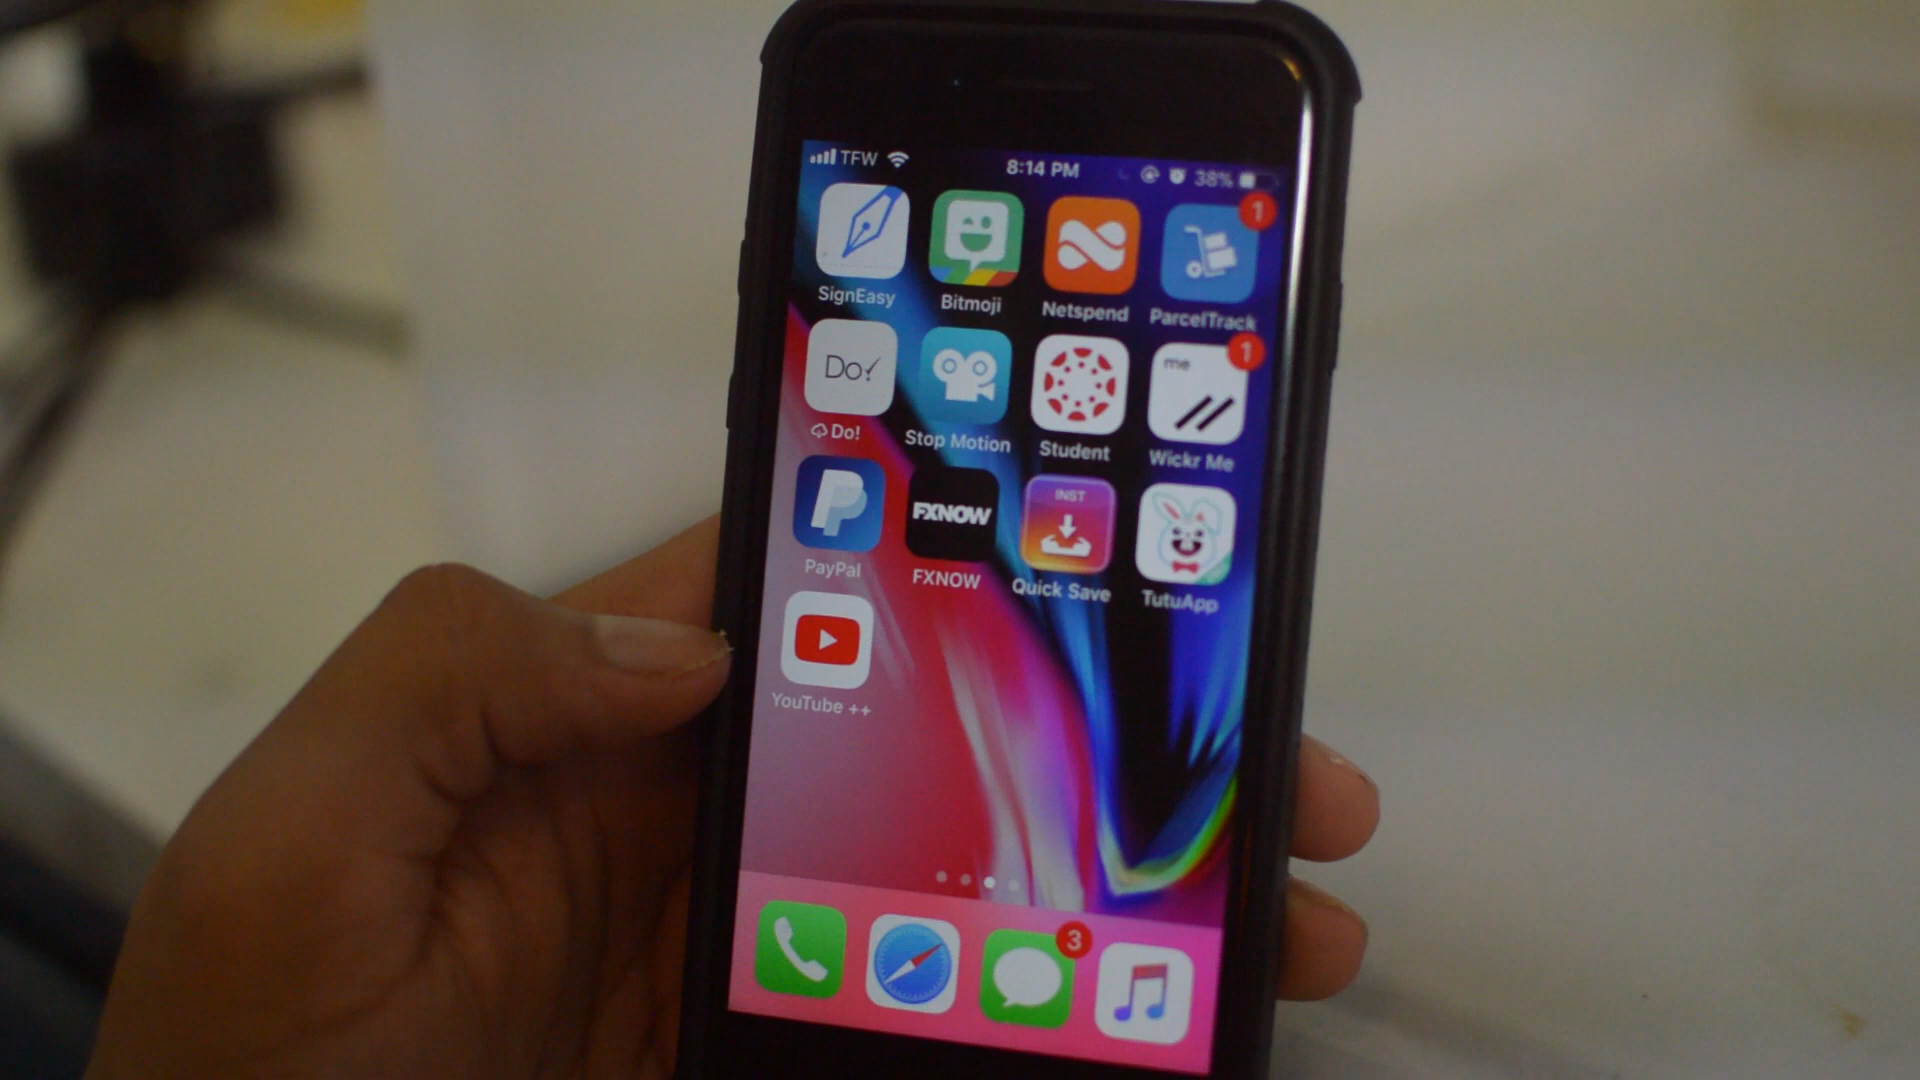 TFW 8:14 PM 38%
1
SignEasy Bitmoji Netspend ParcelTrack
Do! me 1
Do! Stop Motion Student Wickr Me
FXNOW INST
PayPal FXNOW Quick Save TutuApp
YouTube ++
3